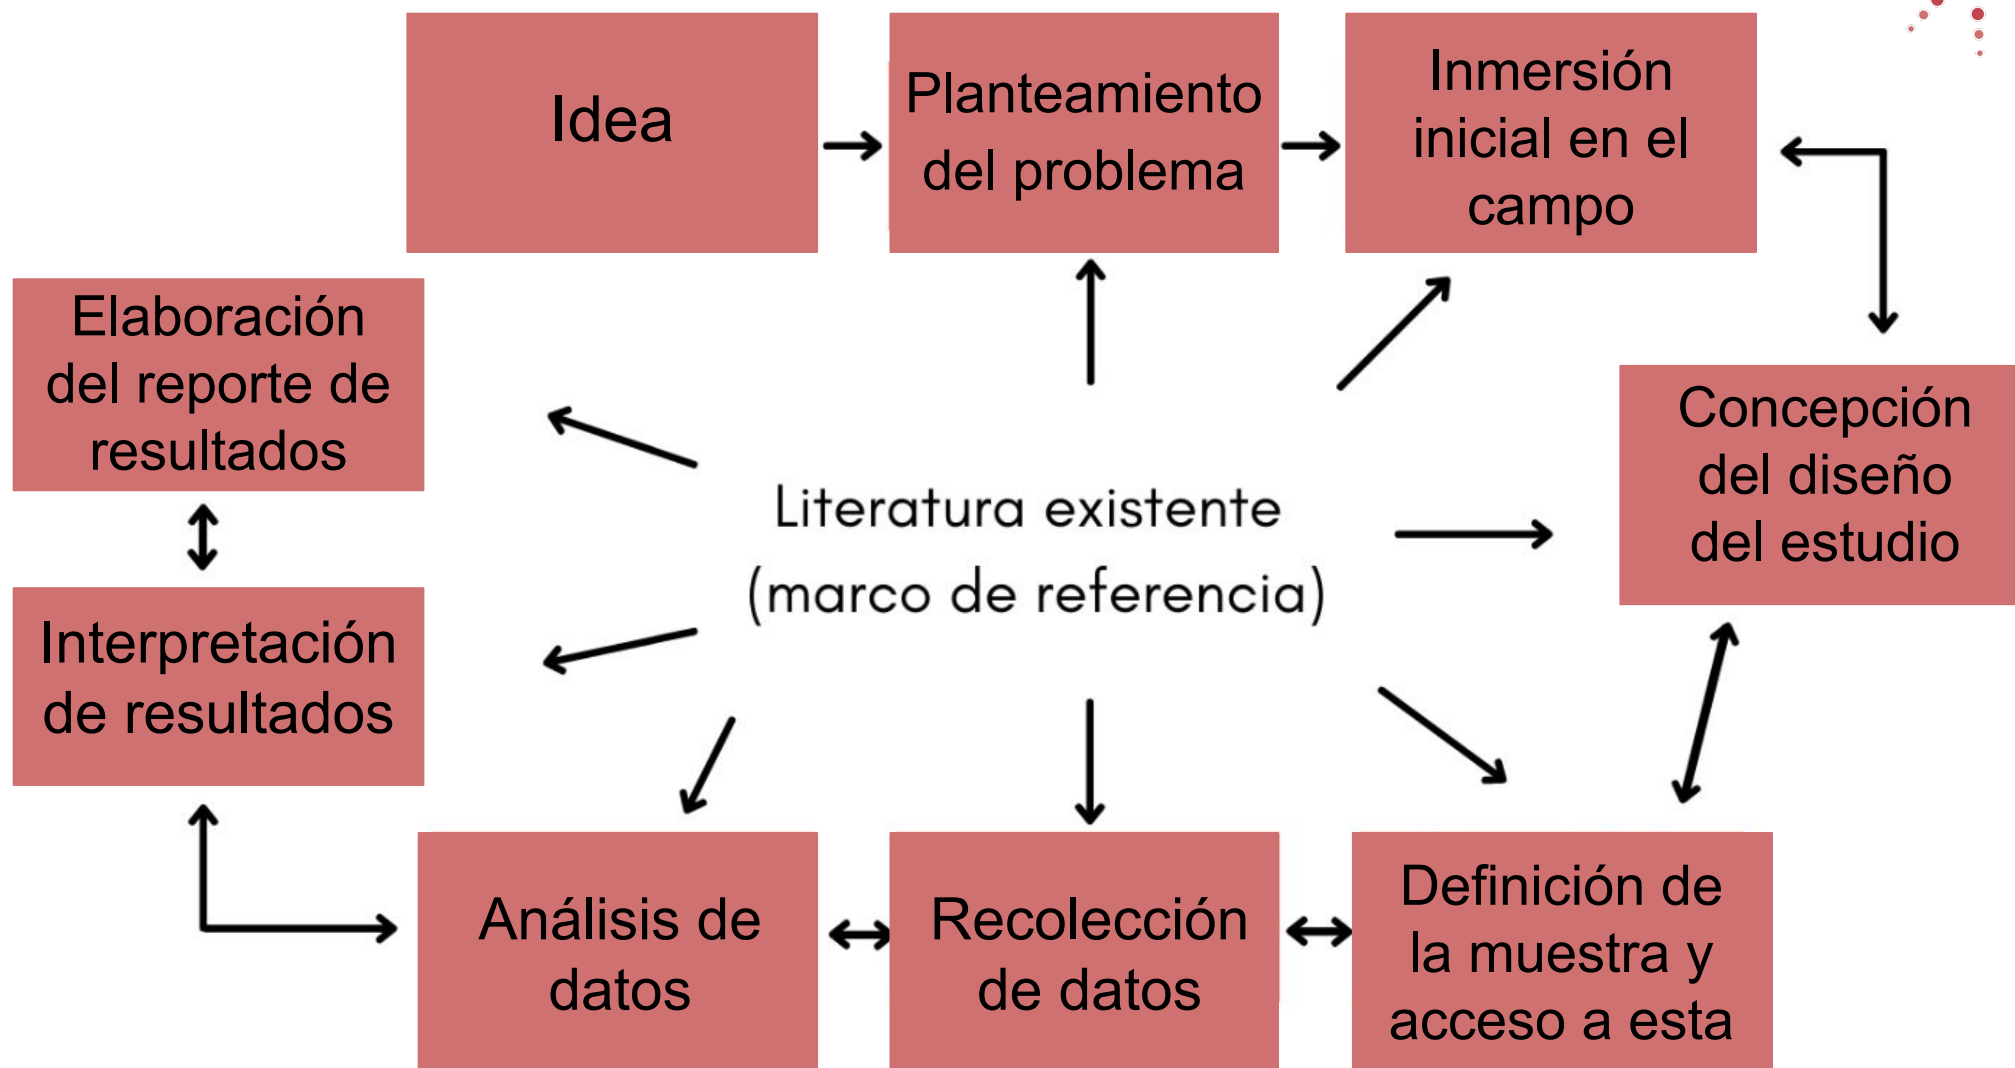 Idea
Planteamiento
del problema
Inmersión
inicial en el
campo
Elaboración
del reporte de
resultados
Concepción
del diseño
del estudio
Literatura existente
(marco de referencia)
Interpretación
de resultados
Análisis de
datos
Recolección
de datos
Definición de
la muestra y
acceso a esta